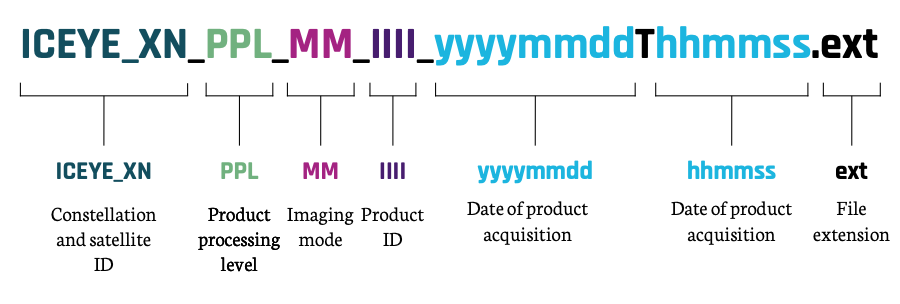 ICEYE_XN_PPL_MM_IIII_yyyymmddThhmmss.ext
ICEYE_XN
Constellation
and satellite
ID
PPL
Product
processing
level
MM
Imaging
mode
IIII
Product
ID
yyyymmdd
Date of product
acquisition
hhmmss
Date of product
acquisition
ext
File
extension